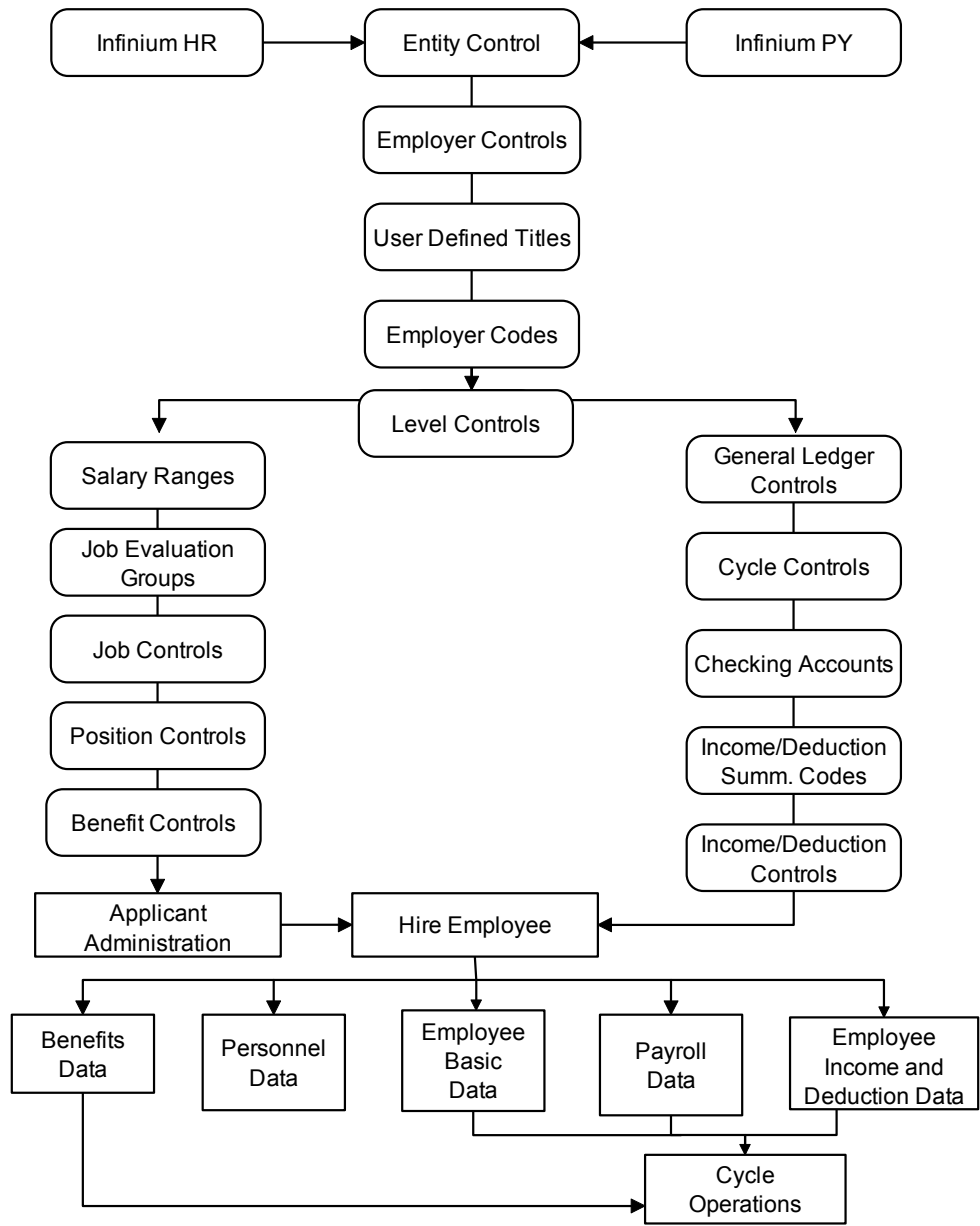 Infinium HR
Entity Control
Infinium PY
Employer Controls
User Defined Titles
Employer Codes
Level Controls
Salary Ranges
General Ledger
Controls
Job Evaluation
Groups
Cycle Controls
Job Controls
Checking Accounts
Position Controls
Income/Deduction
Summ. Codes
Benefit Controls
Income/Deduction
Controls
Applicant
Administration
Hire Employee
Benefits
Data
Personnel
Data
Employee
Basic
Data
Payroll
Data
Employee
Income and
Deduction Data
Cycle
Operations